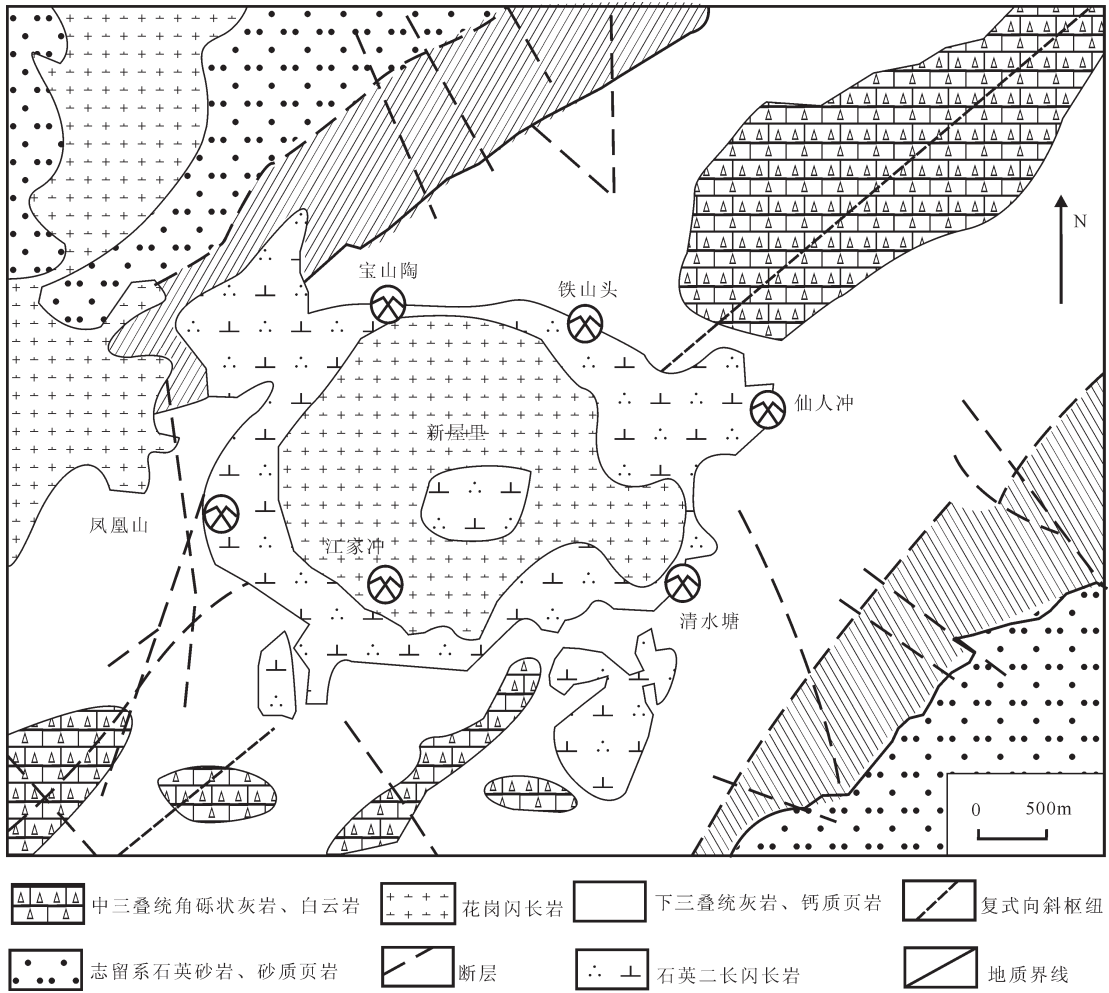 宝山陶
铁山头
N
仙人冲
新屋里
凤凰山
江家冲
清水塘
0 500m
中三叠统角砾状灰岩、白云岩
花岗闪长岩
下三叠统灰岩、钙质页岩
复式向斜枢纽
志留系石英砂岩、砂质页岩
断层
石英二长闪长岩
地质界线